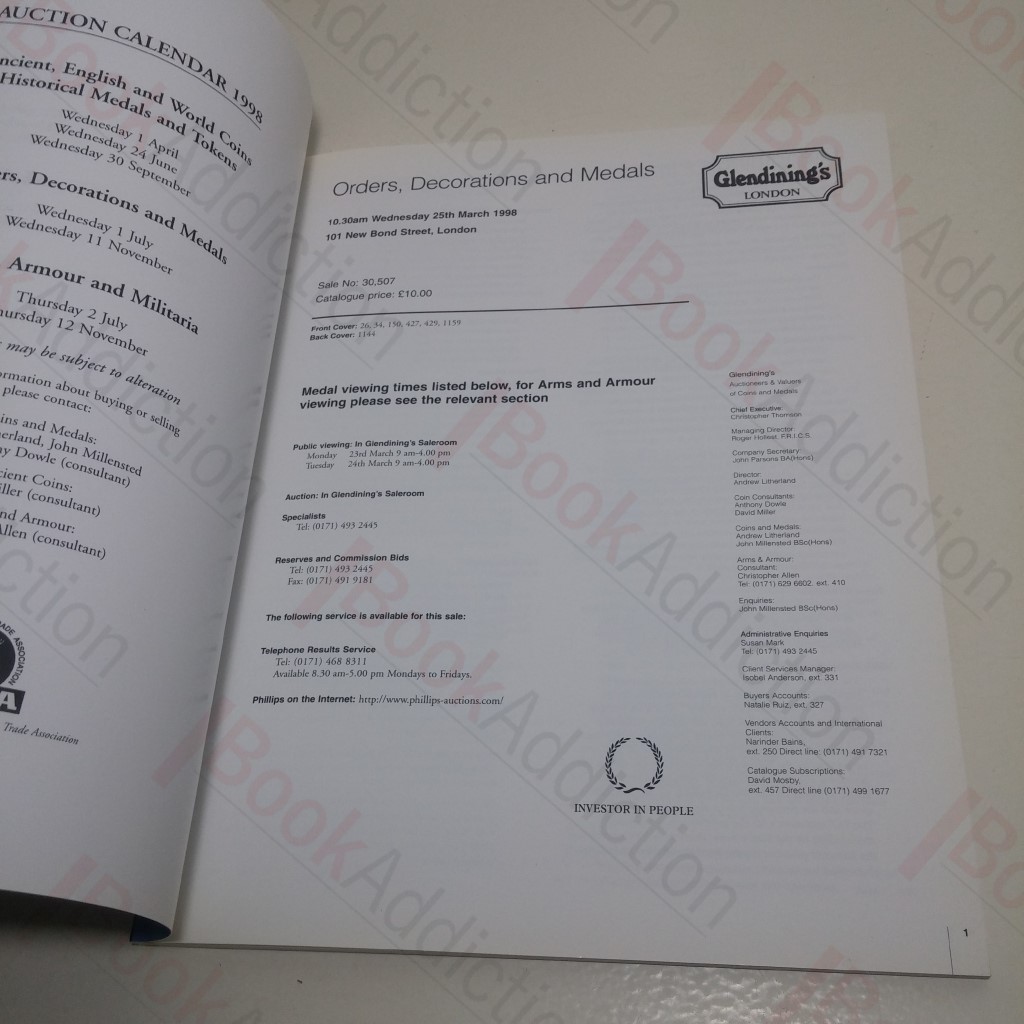 AUCTION CALENDAR 1998
ncient, English and World Coins
Historical Medals and Tokens
Wednesday 1 April
Wednesday 24 June
Wednesday 30 September
rs, Decorations and Medals
Wednesday 1 July
Wednesday 11 November
Armour and Militaria
Thursday 2 July
hursday 12 November
may be subject to alteration
ormation about buying or selling
please contact:
ins and Medals:
erland, John Millensted
ny Dowle (consultant)
cient Coins:
iller (consultant)
nd Armour:
Allen (consultant)
ADE ASSOCIATION
A
Trade Association
Orders, Decorations and Medals
10.30am Wednesday 25th March 1998
101 New Bond Street, London
Sale No: 30,507
Catalogue price: £10.00
Front Cover: 26, 34, 150, 427, 429, 1159
Back Cover: 1144
Medal viewing times listed below, for Arms and Armour
viewing please see the relevant section
Public viewing: In Glendining's Saleroom
Monday 23rd March 9 am-4.00 pm
Tuesday 24th March 9 am-4.00 pm
Auction: In Glendining's Saleroom
Specialists
Tel: (0171) 493 2445
Reserves and Commission Bids
Tel: (0171) 493 2445
Fax: (0171) 491 9181
The following service is available for this sale:
Telephone Results Service
Tel: (0171) 468 8311
Available 8.30 am-5.00 pm Mondays to Fridays.
Phillips on the Internet: http://www.phillips-auctions.com/
INVESTOR IN PEOPLE
Glendining's
LONDON
Glendining's
Auctioneers & Valuers
of Coins and Medals
Chief Executive:
Christopher Thomson
Managing Director:
Roger Hollest, F.R.I.C.S.
Company Secretary:
John Parsons BA(Hons)
Director:
Andrew Litherland
Coin Consultants:
Anthony Dowle
David Miller
Coins and Medals:
Andrew Litherland
John Millensted BSc(Hons)
Arms & Armour:
Consultant:
Christopher Allen
Tel: (0171) 629 6602. ext. 410
Enquiries:
John Millensted BSc(Hons)
Administrative Enquiries
Susan Mark
Tel: (0171) 493 2445
Client Services Manager:
Isobel Anderson, ext. 331
Buyers Accounts:
Natalie Ruiz, ext. 327
Vendors Accounts and International
Clients:
Narinder Bains,
ext. 250 Direct line: (0171) 491 7321
Catalogue Subscriptions:
David Mosby,
ext. 457 Direct line (0171) 499 1677
1
BookAddiction